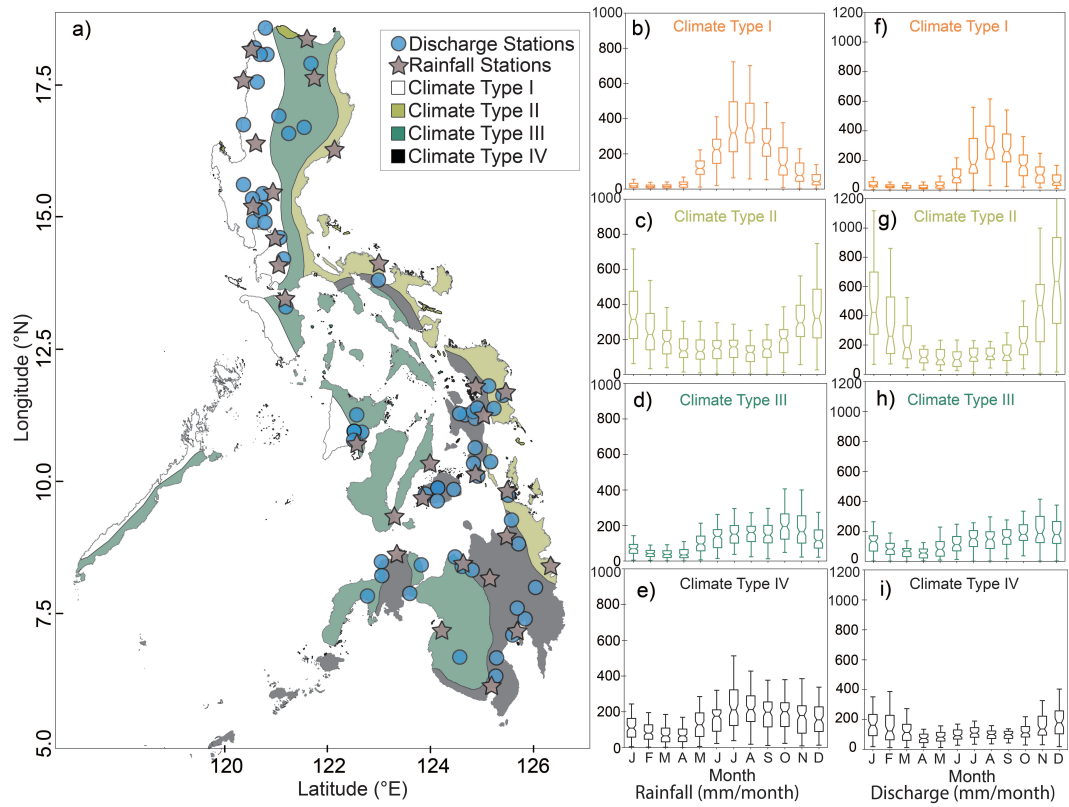 a)
Discharge Stations
Rainfall Stations
Climate Type I
Climate Type II
Climate Type III
Climate Type IV
17.5
15.0
12.5
10.0
7.5
5.0
Longitude (°N)
120
122
124
126
Latitude (°E)
b)
Climate Type I
1000
800
600
400
200
0
f)
Climate Type I
1200
1000
800
600
400
200
0
c)
Climate Type II
1000
800
600
400
200
0
g)
Climate Type II
1200
1000
800
600
400
200
0
d)
Climate Type III
1000
800
600
400
200
0
h)
Climate Type III
1200
1000
800
600
400
200
0
e)
Climate Type IV
1000
800
600
400
200
0
i)
Climate Type IV
1200
1000
800
600
400
200
0
J F M A M J J A S O N D
J F M A M J J A S O N D
Month
Rainfall (mm/month)
Month
Discharge (mm/month)